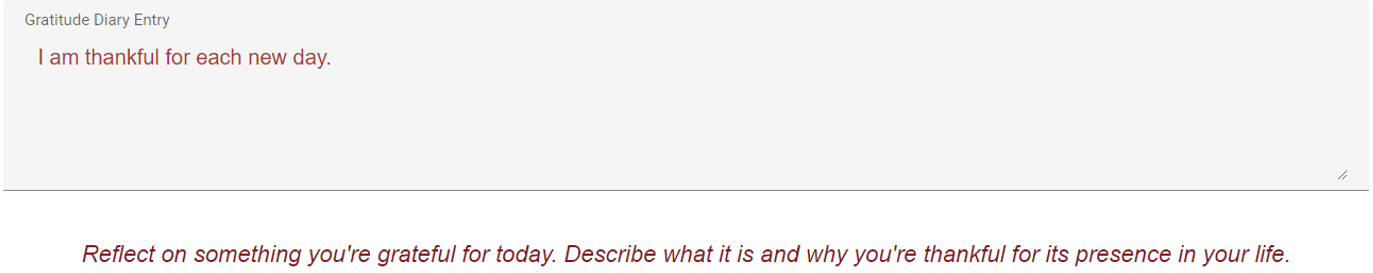 Gratitude Diary Entry
I am thankful for each new day.
Reflect on something you're grateful for today. Describe what it is and why you're thankful for its presence in your life.